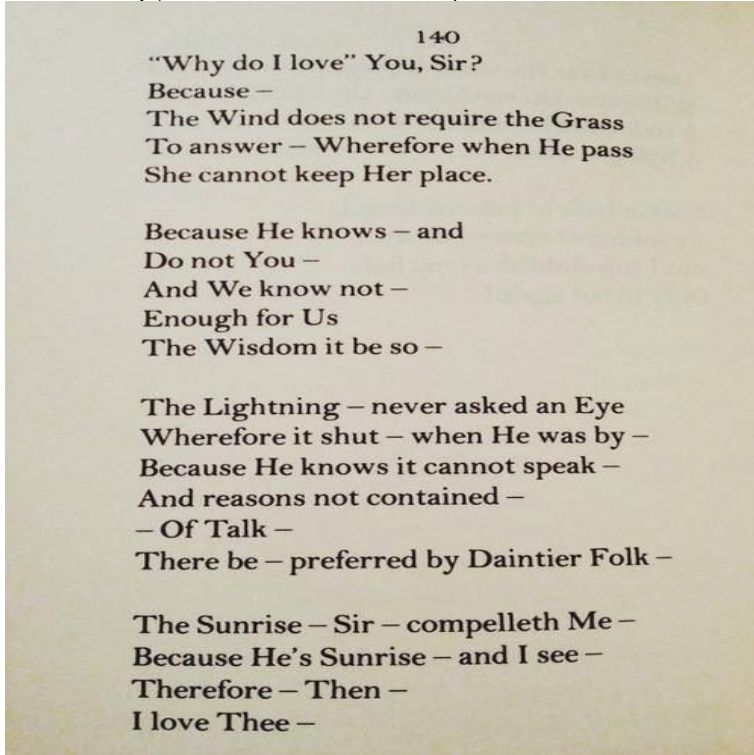 140
“Why do I love” You, Sir?
Because –
The Wind does not require the Grass
To answer – Wherefore when He pass
She cannot keep Her place.
Because He knows – and
Do not You –
And We know not –
Enough for Us
The Wisdom it be so –
The Lightning – never asked an Eye
Wherefore it shut – when He was by –
Because He knows it cannot speak –
And reasons not contained –
– Of Talk –
There be – preferred by Daintier Folk –
The Sunrise – Sir – compelleth Me –
Because He’s Sunrise – and I see –
Therefore – Then –
I love Thee –